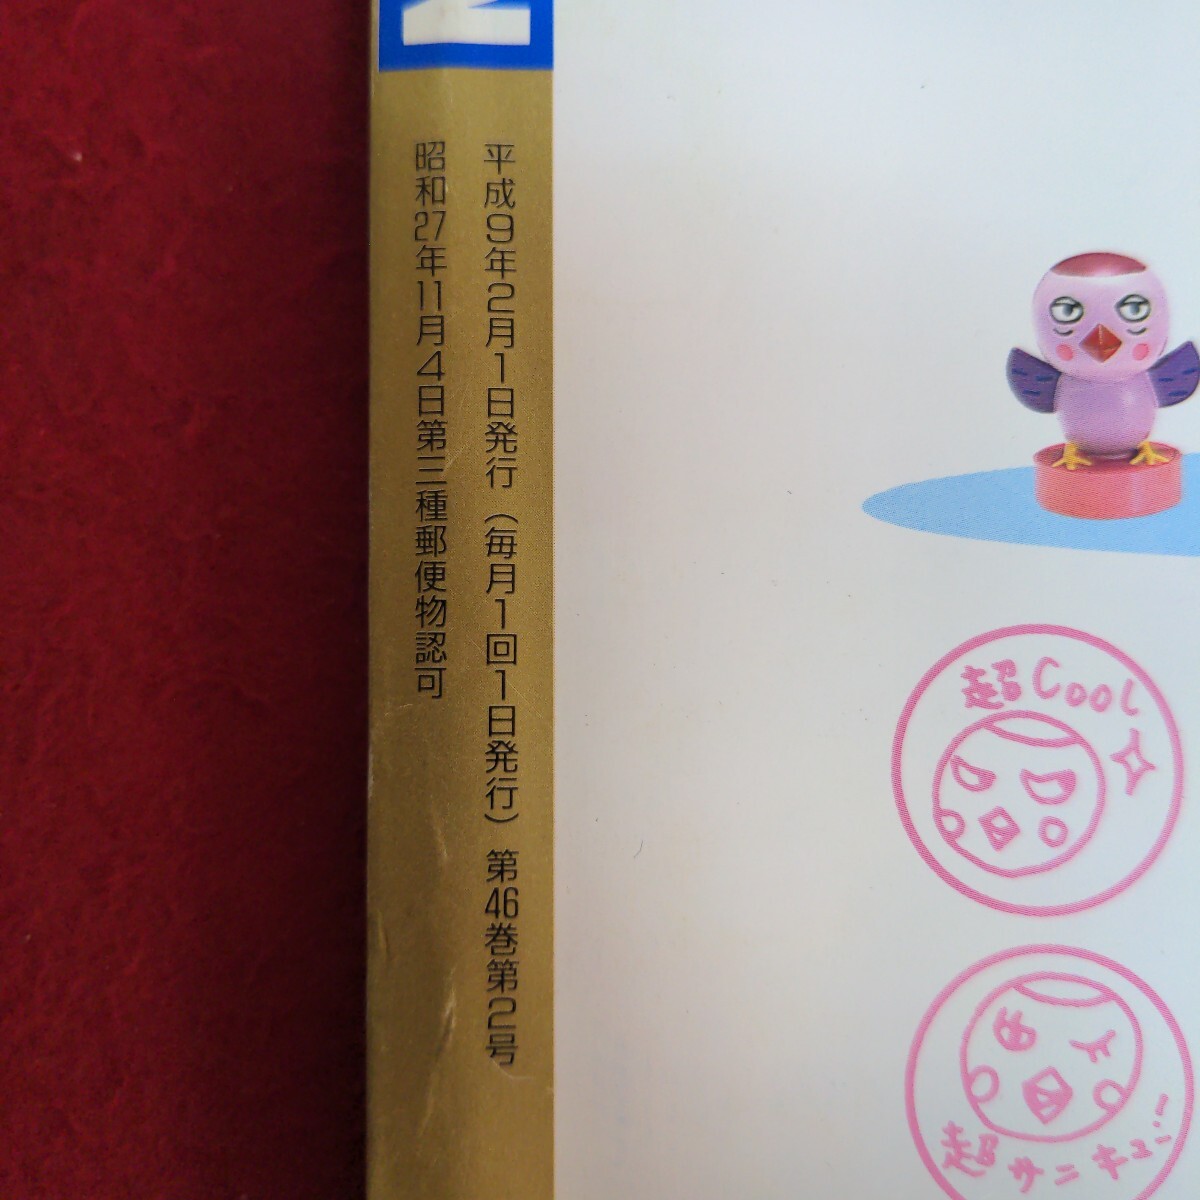 平成9年2月1日発行（毎月1回1日発行）第46巻第2号
昭和27年11月4日第三種郵便物認可
超Cool
超サンキュー!